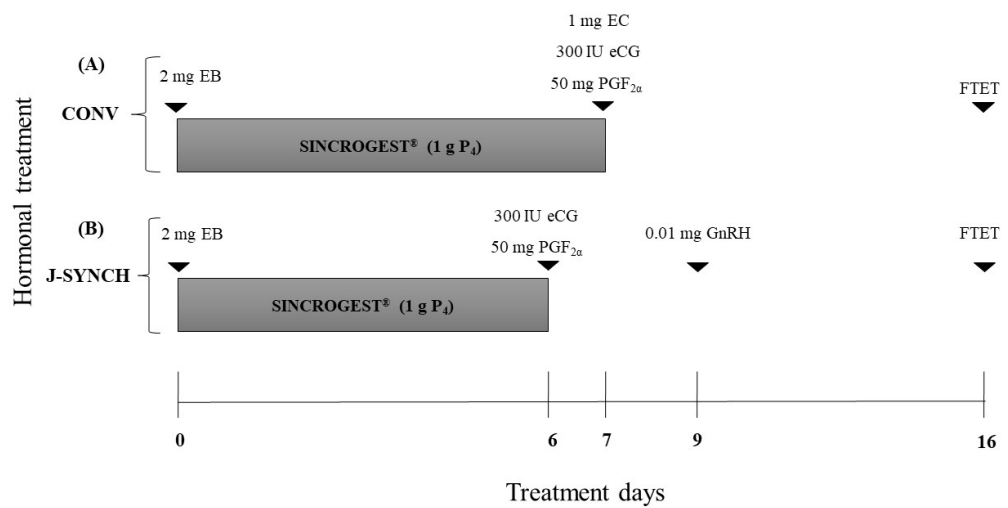 Hormonal treatment
(A)
CONV
2 mg EB
1 mg EC
300 IU eCG
50 mg PGF2α
FTET
SINCROGEST® (1 g P4)
(B)
J-SYNCH
2 mg EB
300 IU eCG
50 mg PGF2α
0.01 mg GnRH
FTET
SINCROGEST® (1 g P4)
0 6 7 9 16
Treatment days